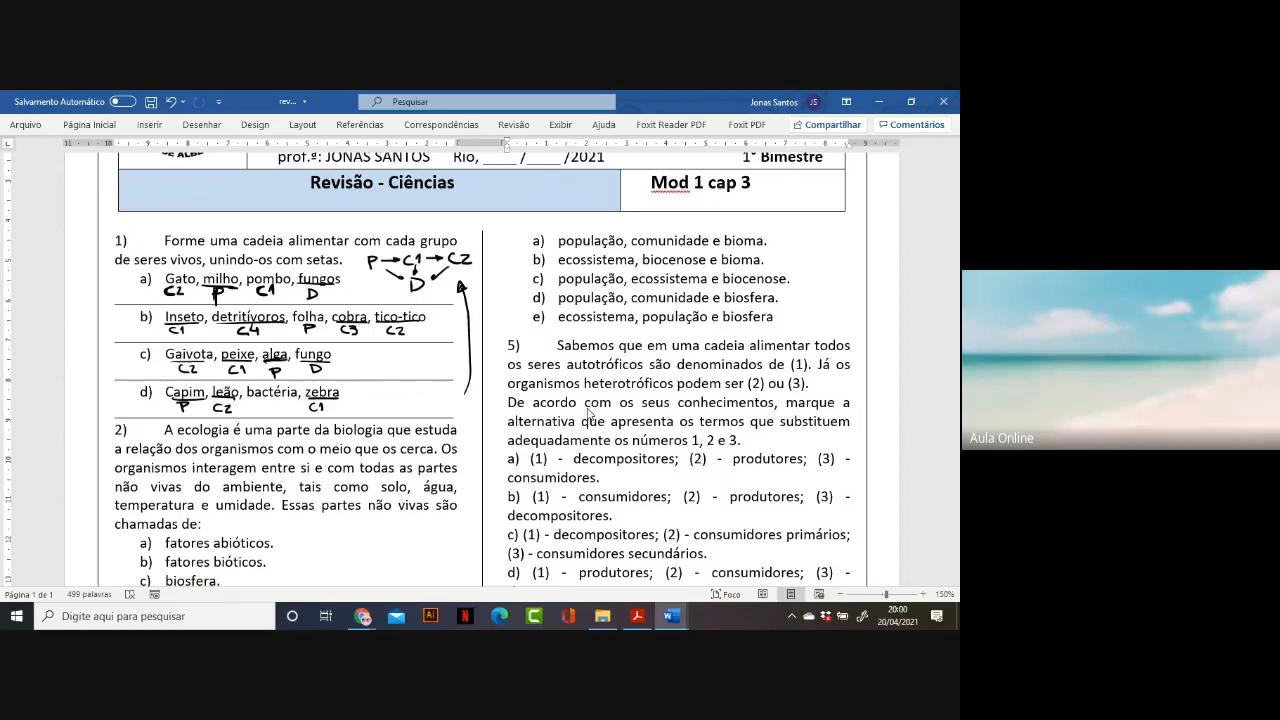 Salvamento Automático
rev...
Pesquisar
Jonas Santos
JS
Arquivo Página Inicial Inserir Desenhar Design Layout Referências Correspondências Revisão Exibir Ajuda Foxit Reader PDF Foxit PDF Compartilhar Comentários
prof.ª: JONAS SANTOS Rio, ____ /____ /2021 1° Bimestre
Revisão - Ciências Mod 1 cap 3
1) Forme uma cadeia alimentar com cada grupo
de seres vivos, unindo-os com setas.
P → C1 → C2
D
a) Gato, milho, pombo, fungos
C2 P C1 D
b) Inseto, detritívoros, folha, cobra, tico-tico
C1 C4 P C3 C2
c) Gaivota, peixe, alga, fungo
C2 C1 P D
d) Capim, leão, bactéria, zebra
P C2 C1
2) A ecologia é uma parte da biologia que estuda
a relação dos organismos com o meio que os cerca. Os
organismos interagem entre si e com todas as partes
não vivas do ambiente, tais como solo, água,
temperatura e umidade. Essas partes não vivas são
chamadas de:
a) fatores abióticos.
b) fatores bióticos.
c) biosfera.
a) população, comunidade e bioma.
b) ecossistema, biocenose e bioma.
c) população, ecossistema e biocenose.
d) população, comunidade e biosfera.
e) ecossistema, população e biosfera
5) Sabemos que em uma cadeia alimentar todos
os seres autotróficos são denominados de (1). Já os
organismos heterotróficos podem ser (2) ou (3).
De acordo com os seus conhecimentos, marque a
alternativa que apresenta os termos que substituem
adequadamente os números 1, 2 e 3.
a) (1) - decompositores; (2) - produtores; (3) -
consumidores.
b) (1) - consumidores; (2) - produtores; (3) -
decompositores.
c) (1) - decompositores; (2) - consumidores primários;
(3) - consumidores secundários.
d) (1) - produtores; (2) - consumidores; (3) -
Aula Online
Página 1 de 1 499 palavras Foco 150%
Digite aqui para pesquisar
20:00
20/04/2021